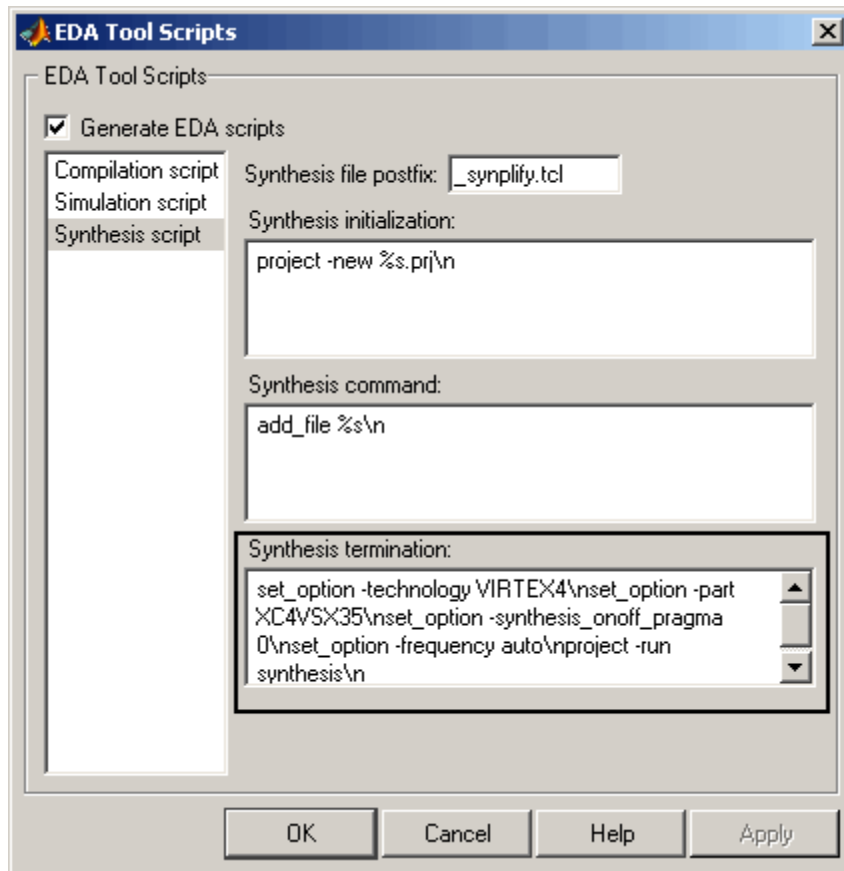 EDA Tool Scripts
EDA Tool Scripts
Generate EDA scripts
Compilation script
Simulation script
Synthesis script
Synthesis file postfix: _synplify.tcl
Synthesis initialization:
project -new %s.prj\n
Synthesis command:
add_file %s\n
Synthesis termination:
set_option -technology VIRTEX4\nset_option -part
XC4VSX35\nset_option -synthesis_onoff_pragma
0\nset_option -frequency auto\nproject -run
synthesis\n
OK Cancel Help Apply